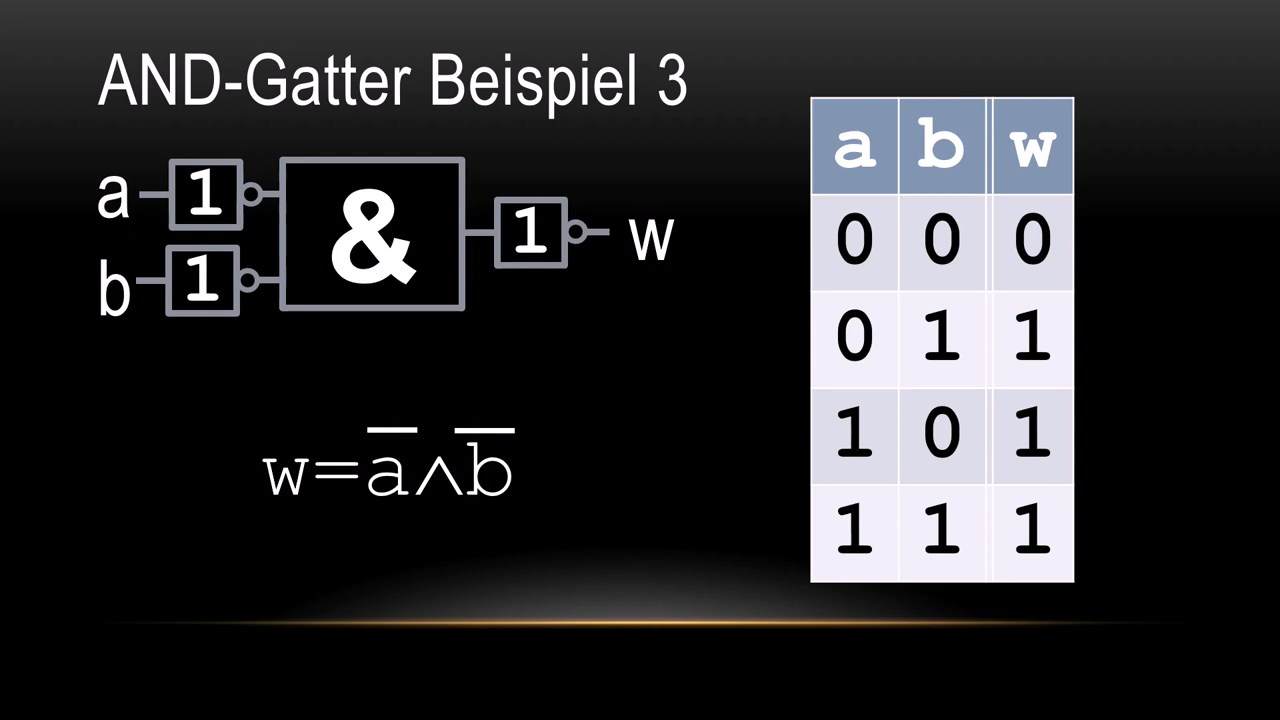 AND-Gatter Beispiel 3
a 1 & 1 w
b 1
w=a̅∧b̅
a b w
0 0 0
0 1 1
1 0 1
1 1 1